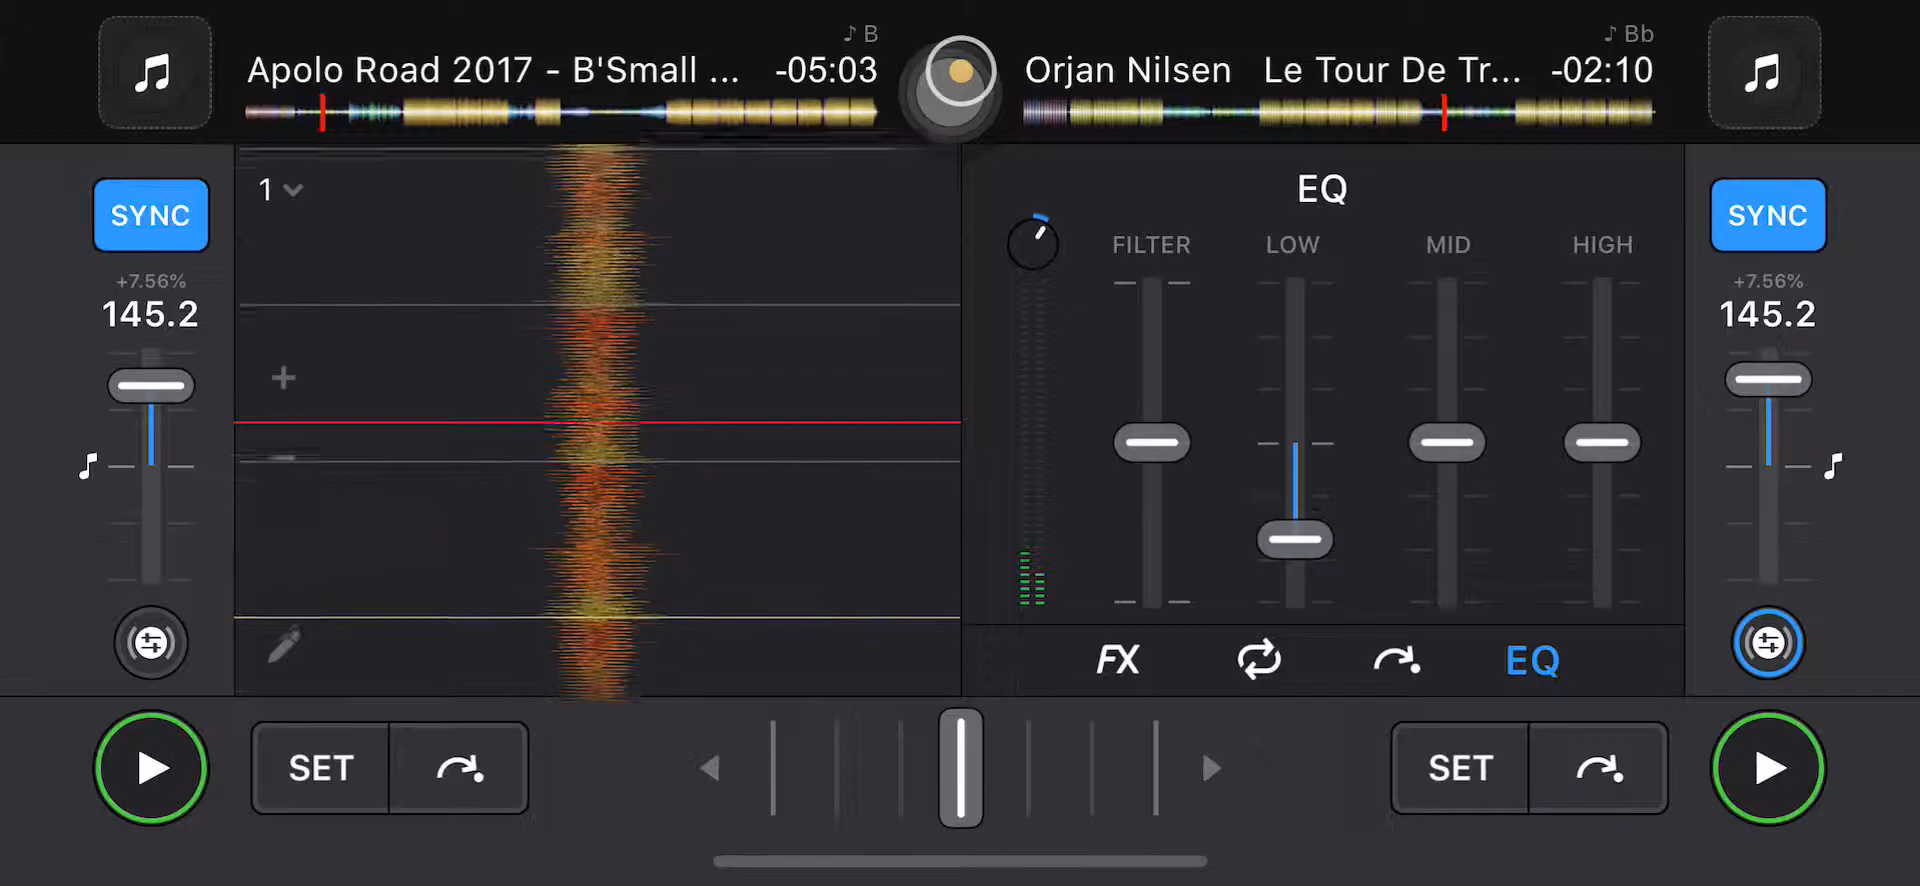 ♪ B
Apolo Road 2017 - B'Small ... -05:03
♪ Bb
Orjan Nilsen Le Tour De Tr... -02:10
SYNC
+7.56%
145.2
1
EQ
FILTER LOW MID HIGH
SYNC
+7.56%
145.2
FX EQ
SET
SET